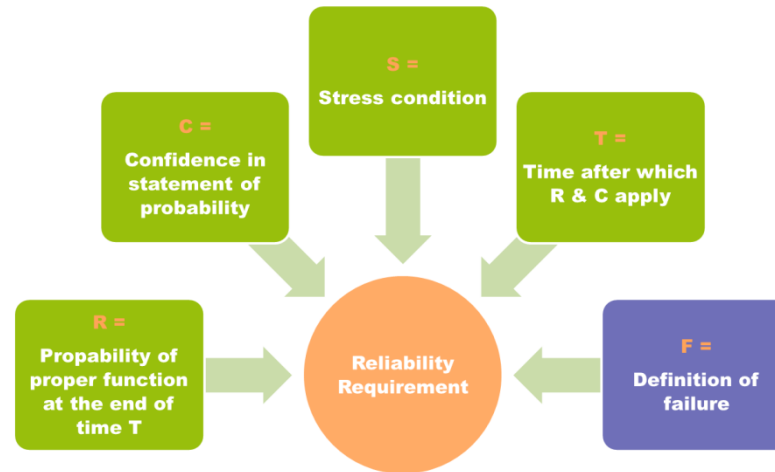 S =
Stress condition
C =
Confidence in
statement of
probability
T =
Time after which
R & C apply
R =
Propability of
proper function
at the end of
time T
Reliability
Requirement
F =
Definition of
failure